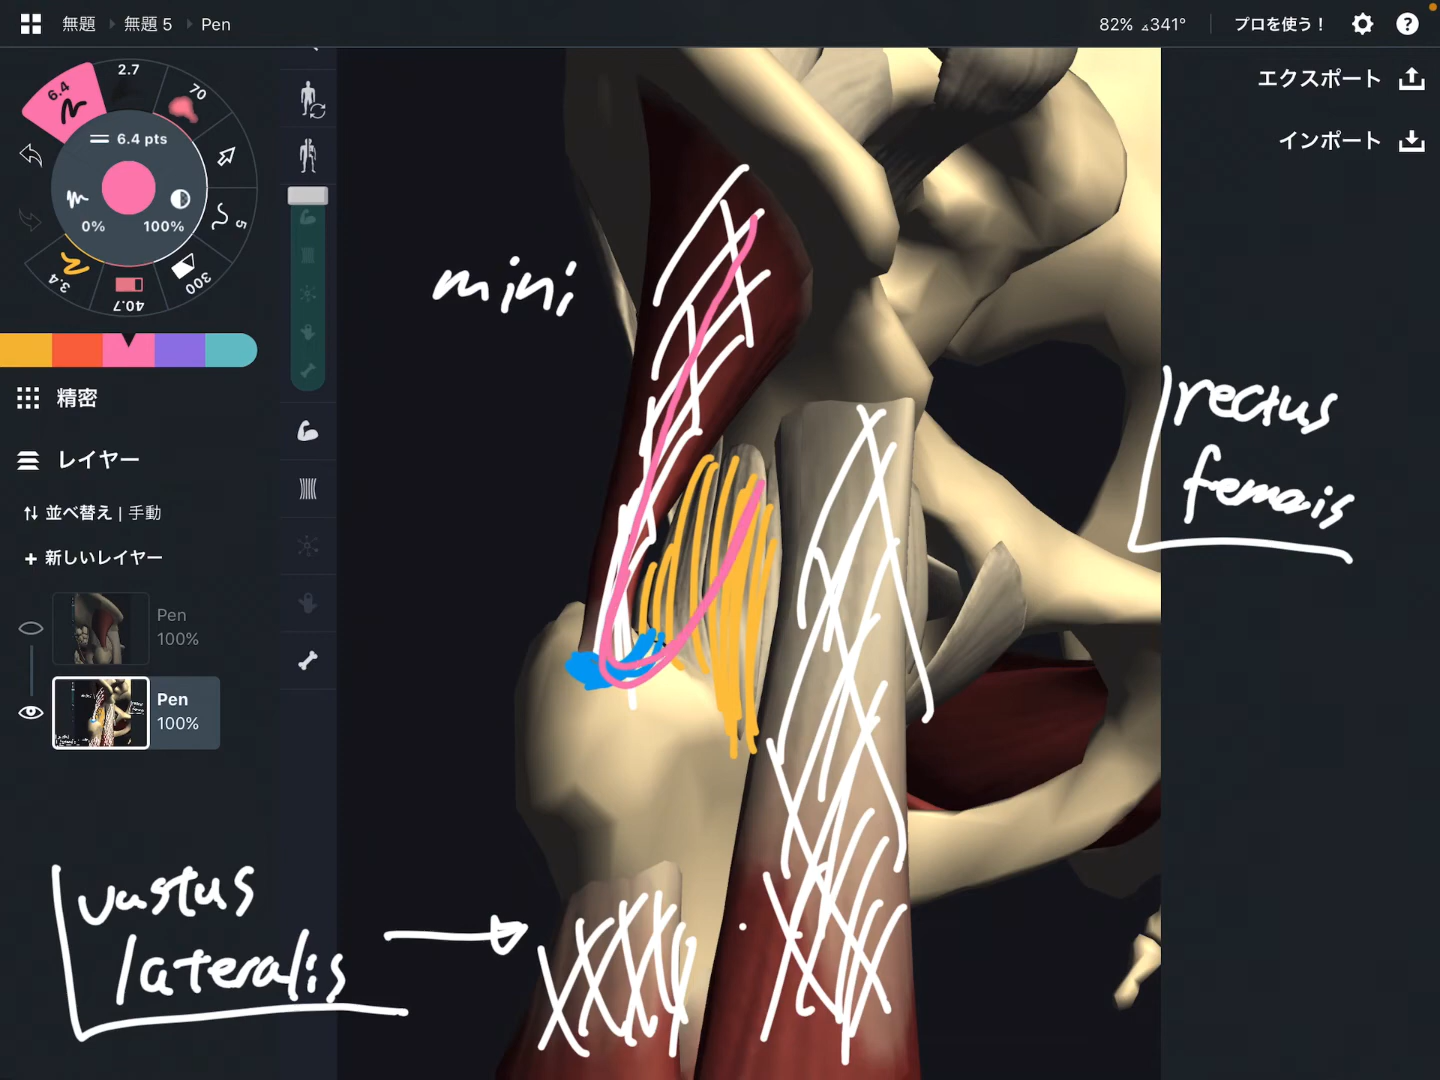 無題 無題 5 Pen
82% ∡341° プロを使う!
エクスポート
インポート
2.7
6.4
70
6.4 pts
0% 100%
5
3.4
40.7
300
精密
レイヤー
並べ替え | 手動
+ 新しいレイヤー
Pen
100%
Pen
100%
mini
rectus
femois
vastus
lateralis